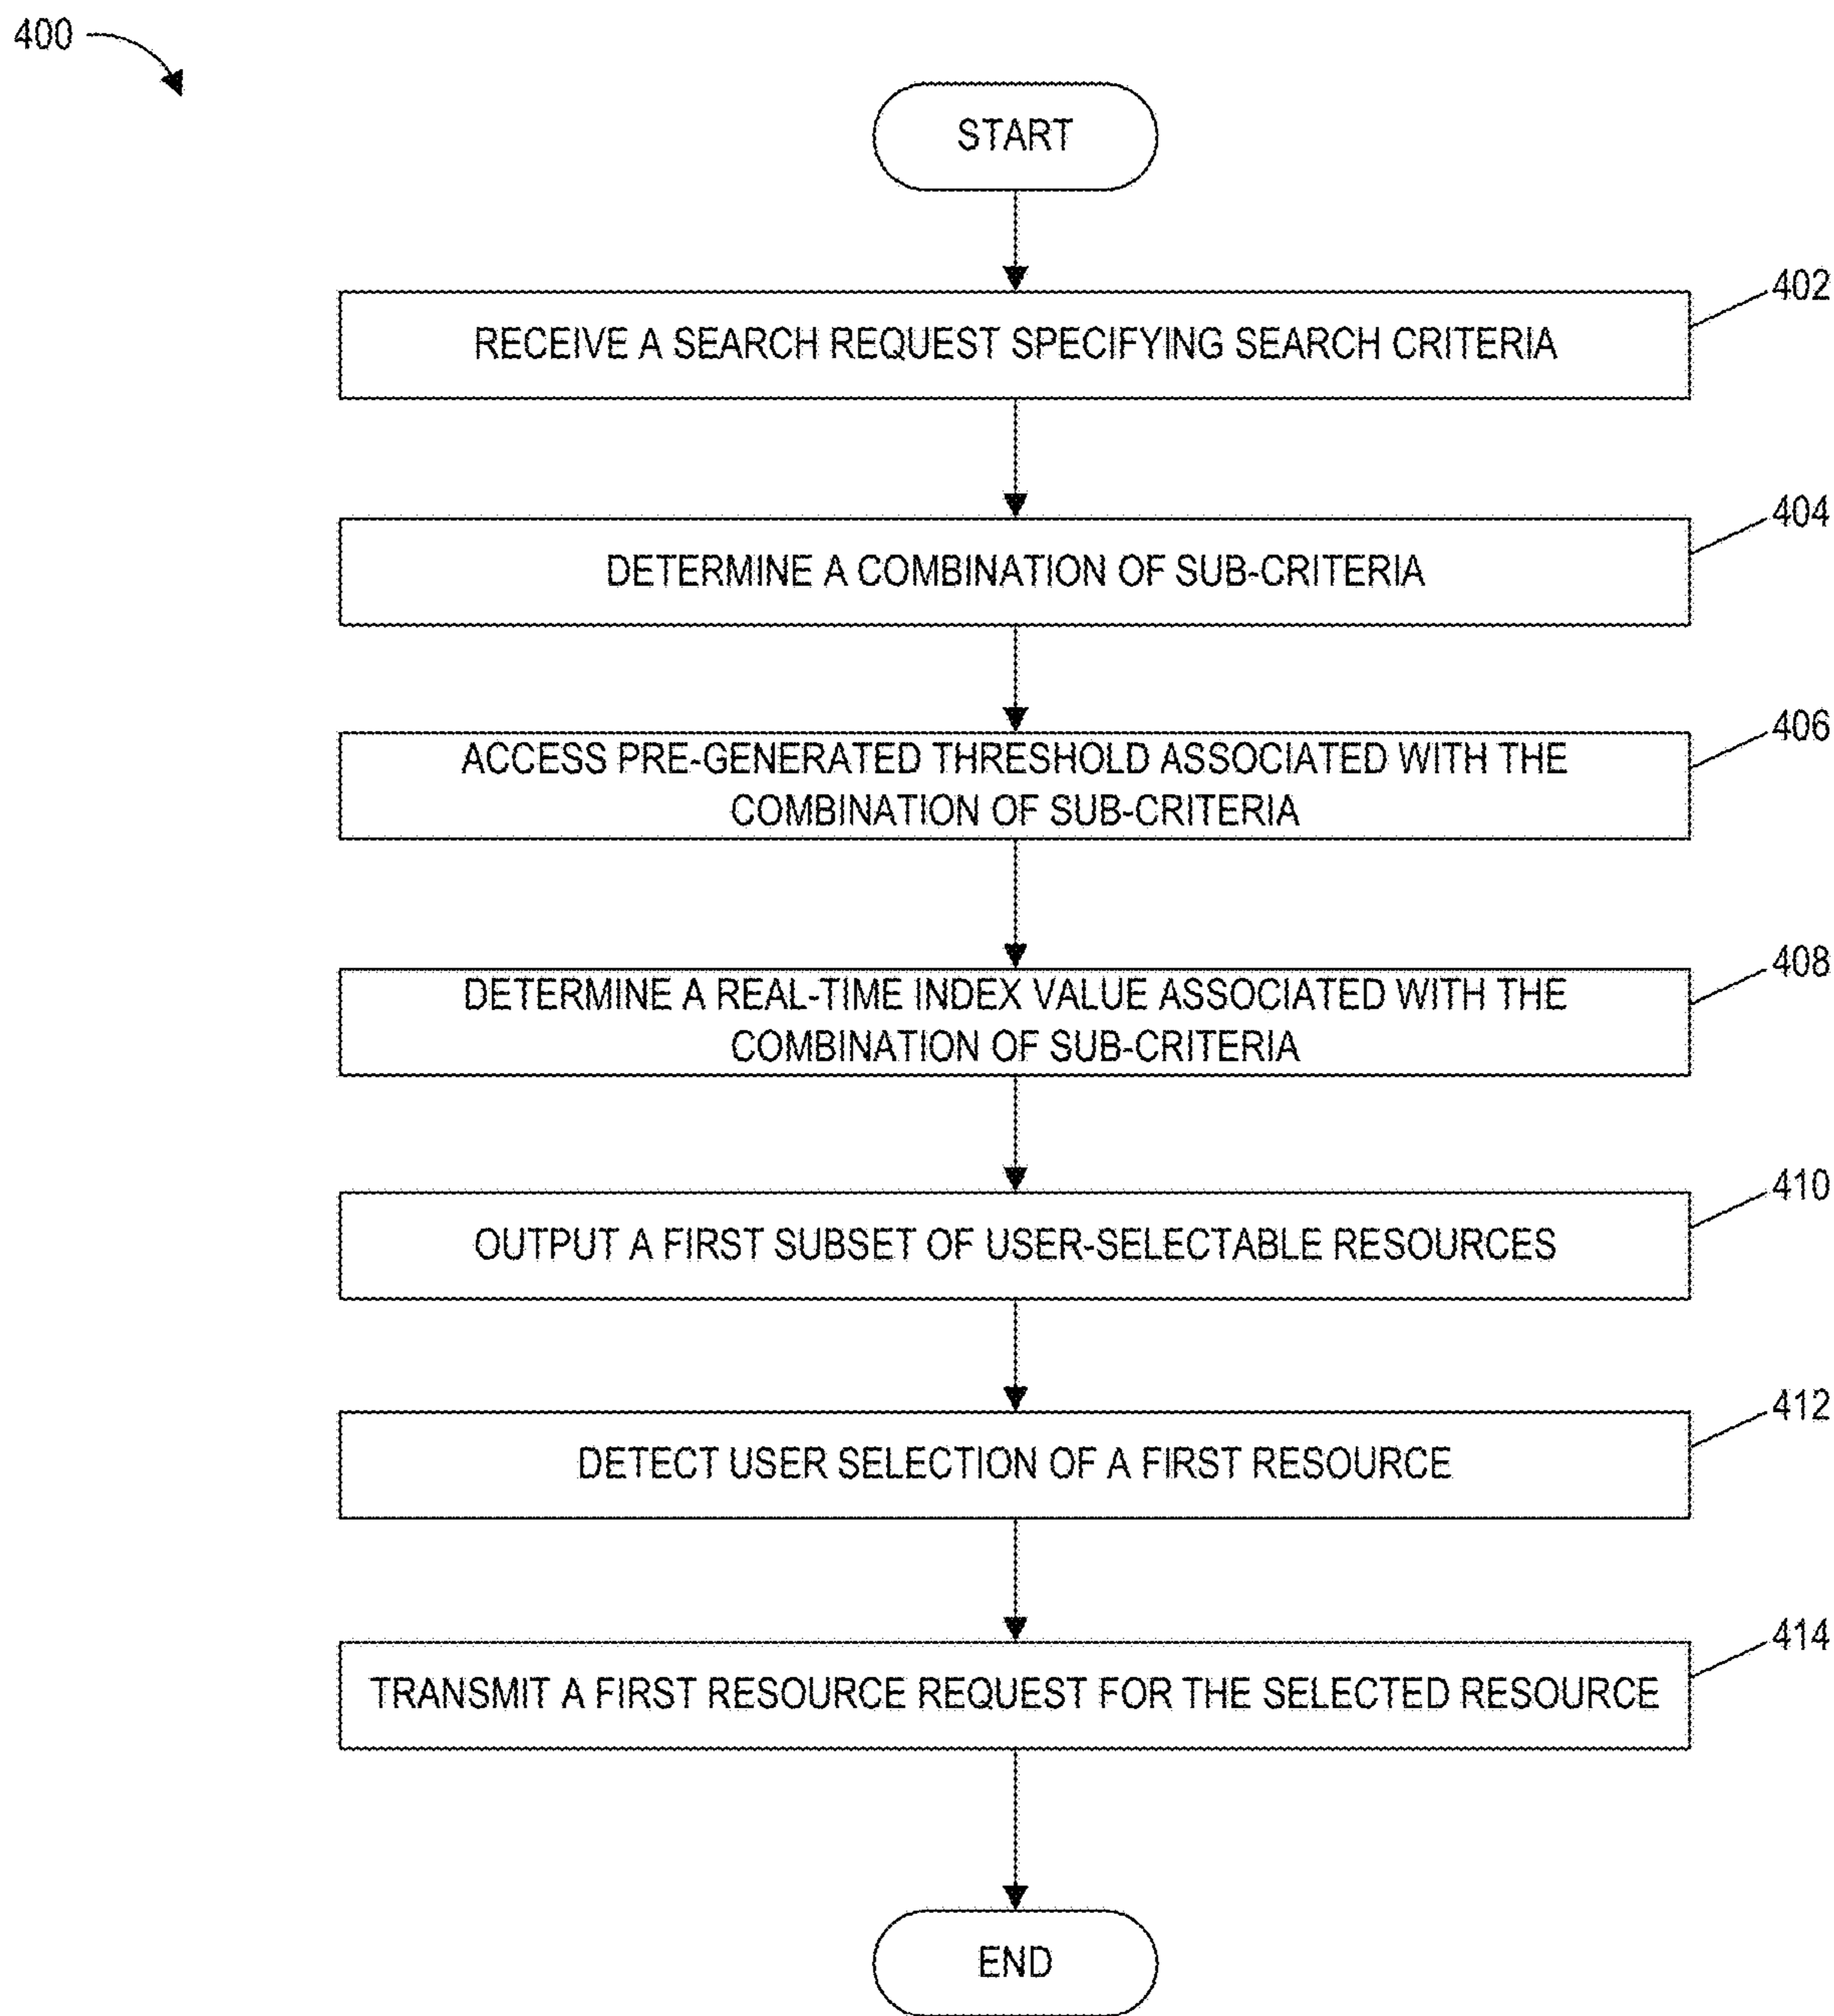 400
START
402
RECEIVE A SEARCH REQUEST SPECIFYING SEARCH CRITERIA
404
DETERMINE A COMBINATION OF SUB-CRITERIA
406
ACCESS PRE-GENERATED THRESHOLD ASSOCIATED WITH THE
COMBINATION OF SUB-CRITERIA
408
DETERMINE A REAL-TIME INDEX VALUE ASSOCIATED WITH THE
COMBINATION OF SUB-CRITERIA
410
OUTPUT A FIRST SUBSET OF USER-SELECTABLE RESOURCES
412
DETECT USER SELECTION OF A FIRST RESOURCE
414
TRANSMIT A FIRST RESOURCE REQUEST FOR THE SELECTED RESOURCE
END